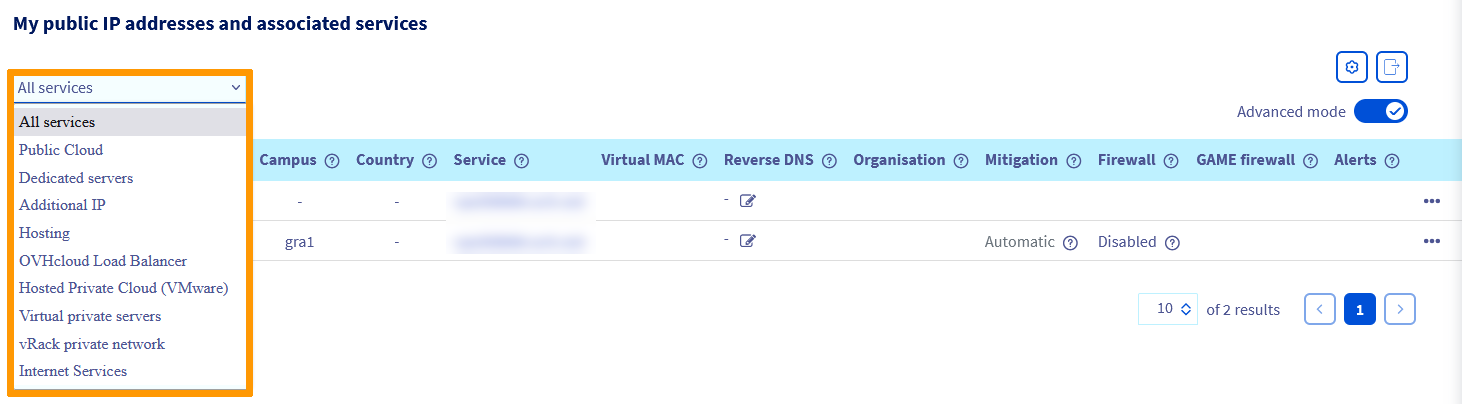 My public IP addresses and associated services
All services
Advanced mode
All services
Public Cloud
Dedicated servers
Additional IP
Hosting
OVHcloud Load Balancer
Hosted Private Cloud (VMware)
Virtual private servers
vRack private network
Internet Services
Campus Country Service Virtual MAC Reverse DNS Organisation Mitigation Firewall GAME firewall Alerts
- - -
gra1 - - Automatic Disabled
10 of 2 results 1